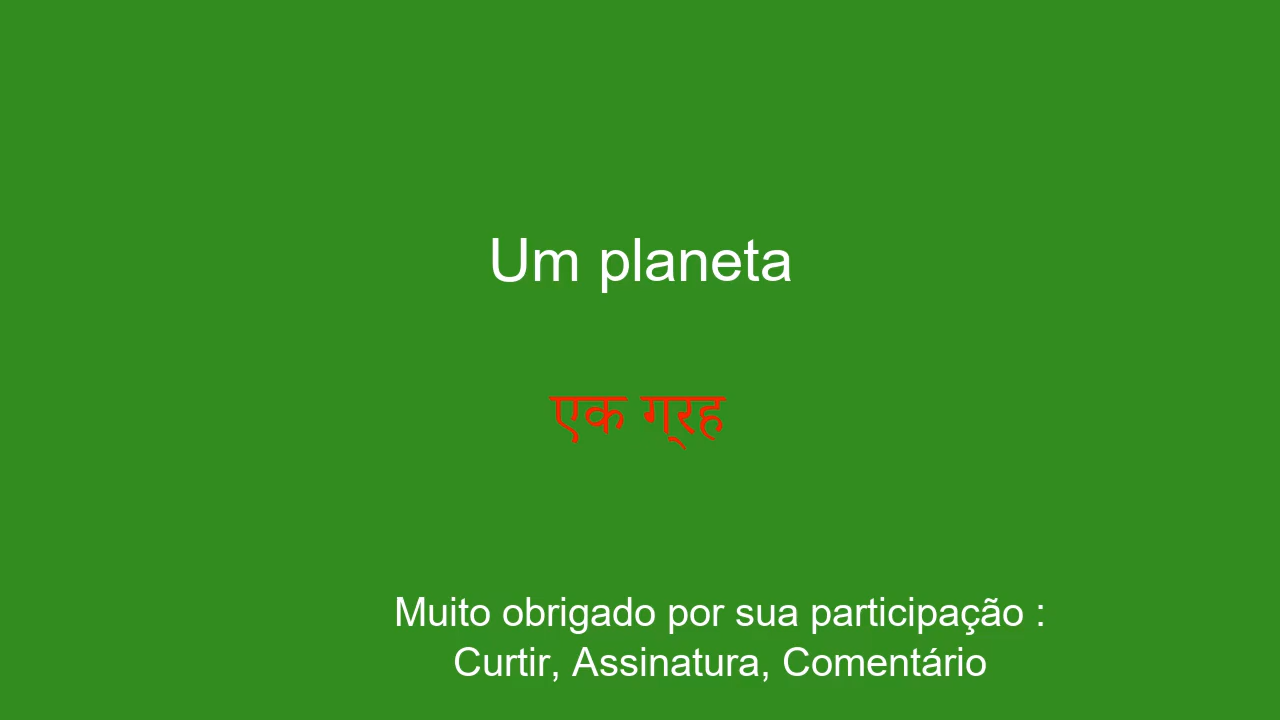 Um planeta
एक ग्रह
Muito obrigado por sua participação :
Curtir, Assinatura, Comentário